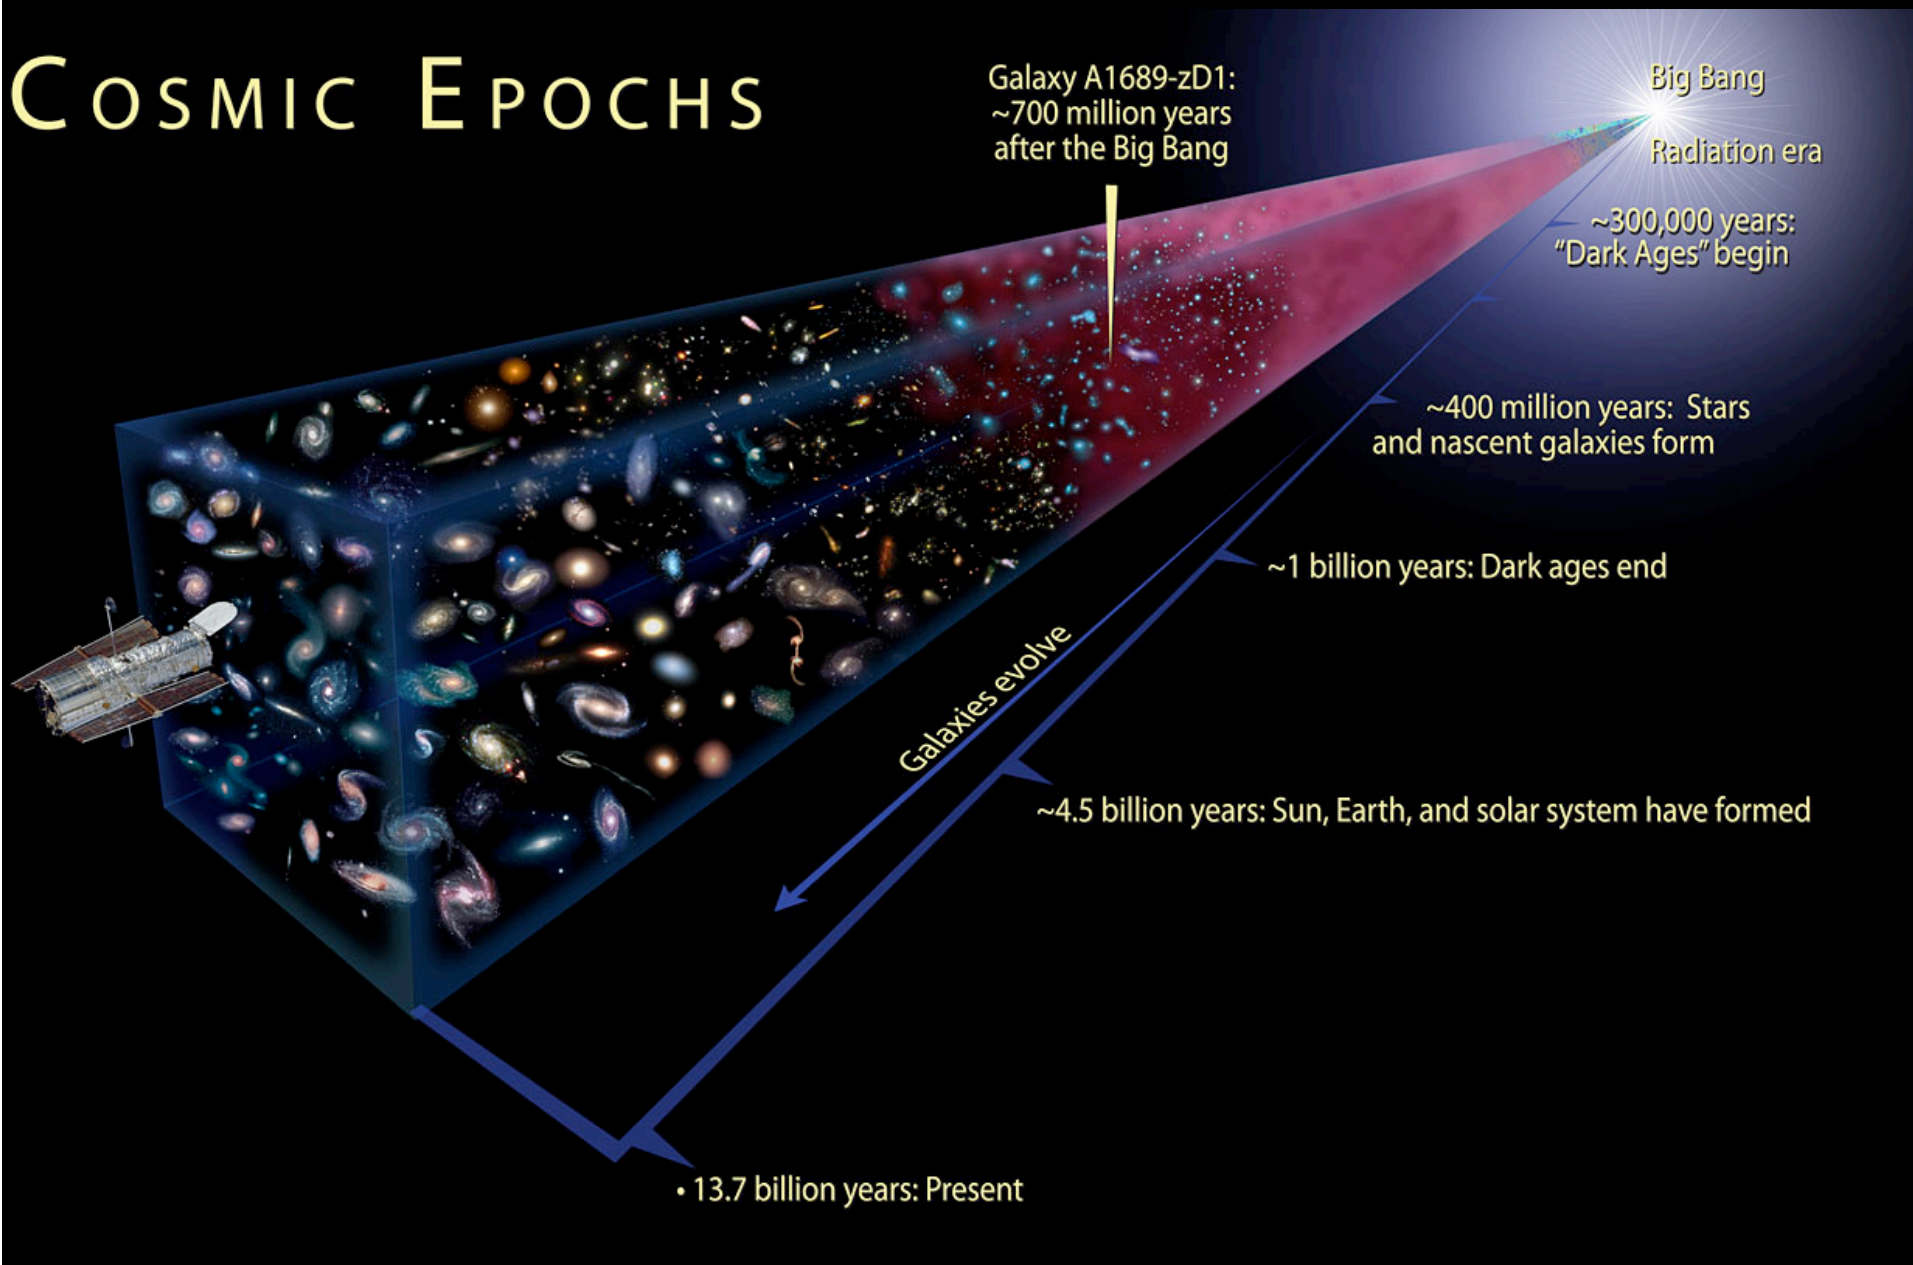 COSMIC EPOCHS
Galaxy A1689-zD1:
~700 million years
after the Big Bang
Big Bang
Radiation era
~300,000 years:
"Dark Ages" begin
~400 million years: Stars
and nascent galaxies form
~1 billion years: Dark ages end
Galaxies evolve
~4.5 billion years: Sun, Earth, and solar system have formed
• 13.7 billion years: Present